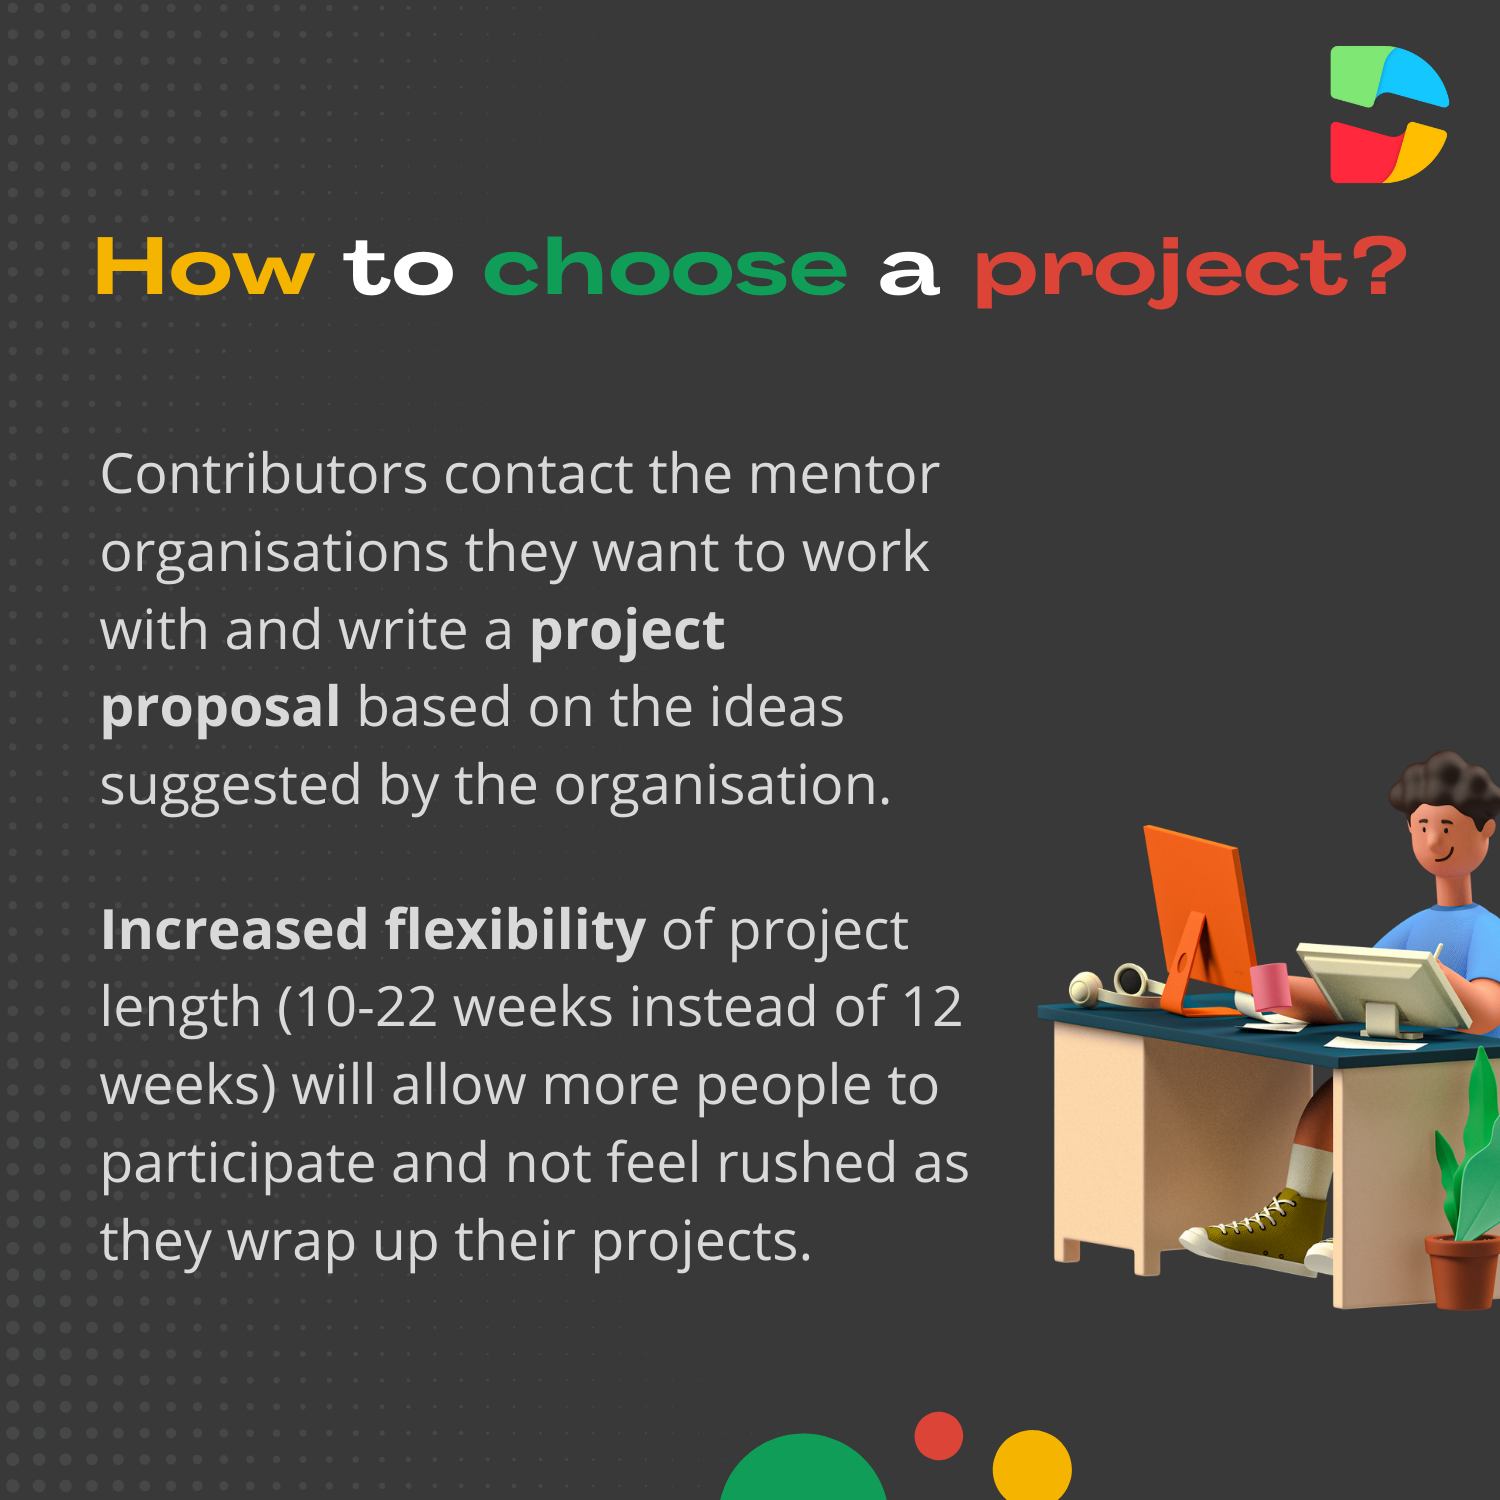 How to choose a project?
Contributors contact the mentor
organisations they want to work
with and write a project
proposal based on the ideas
suggested by the organisation.
Increased flexibility of project
length (10-22 weeks instead of 12
weeks) will allow more people to
participate and not feel rushed as
they wrap up their projects.